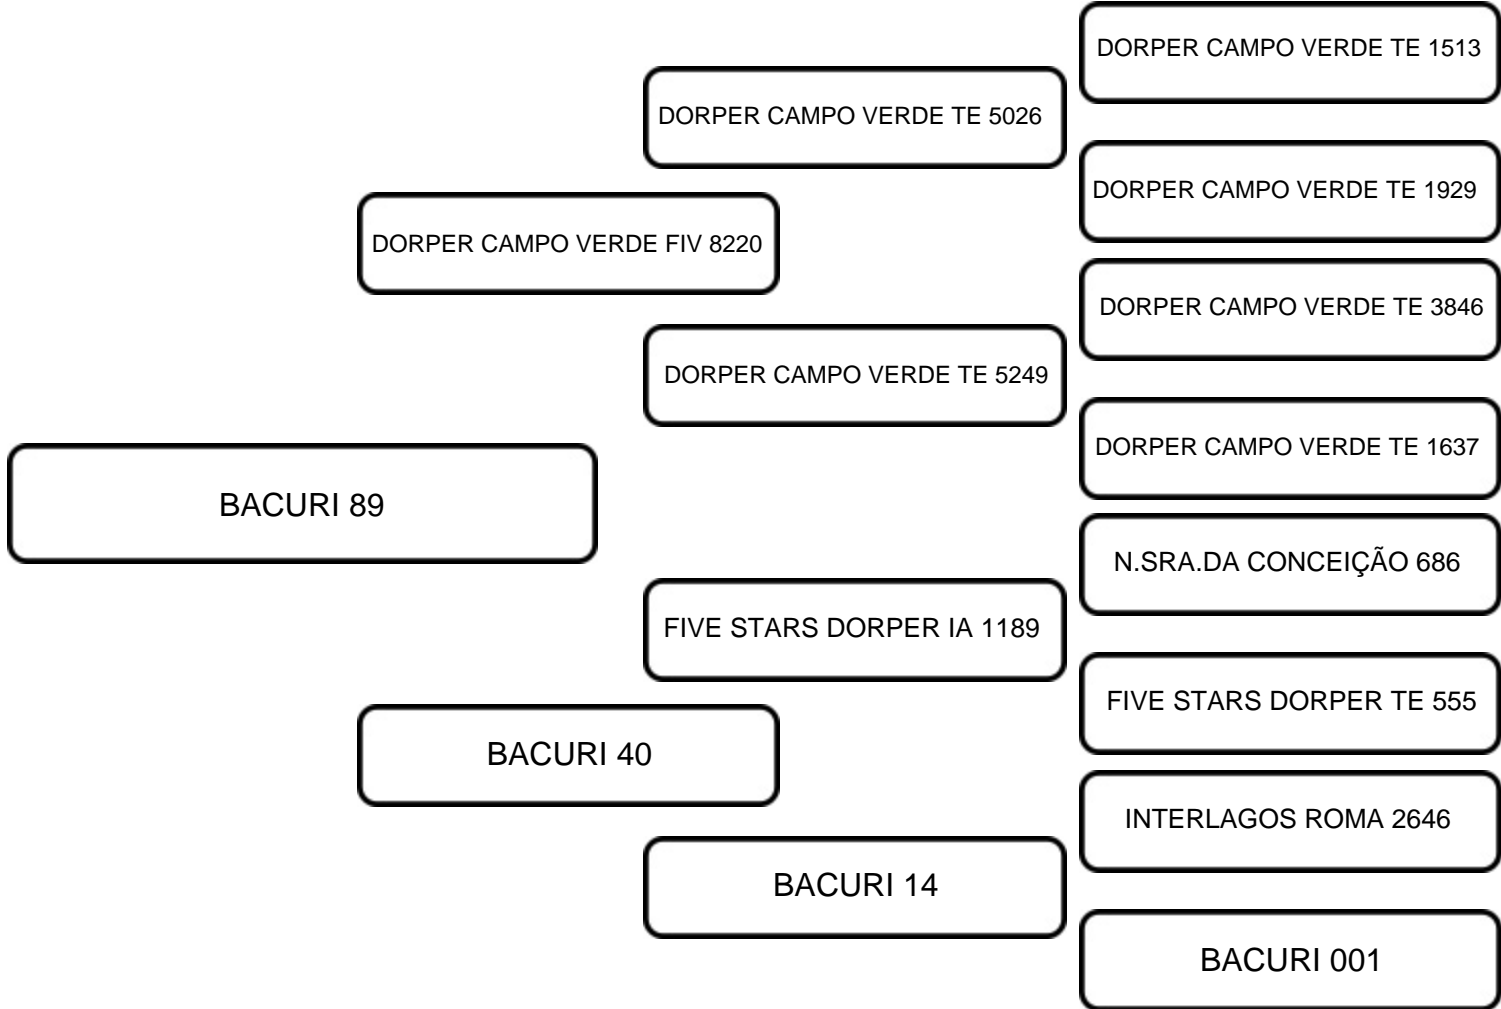 DORPER CAMPO VERDE TE 1513
DORPER CAMPO VERDE TE 5026
DORPER CAMPO VERDE TE 1929
DORPER CAMPO VERDE FIV 8220
DORPER CAMPO VERDE TE 3846
DORPER CAMPO VERDE TE 5249
DORPER CAMPO VERDE TE 1637
BACURI 89
N.SRA.DA CONCEIÇÃO 686
FIVE STARS DORPER IA 1189
FIVE STARS DORPER TE 555
BACURI 40
INTERLAGOS ROMA 2646
BACURI 14
BACURI 001